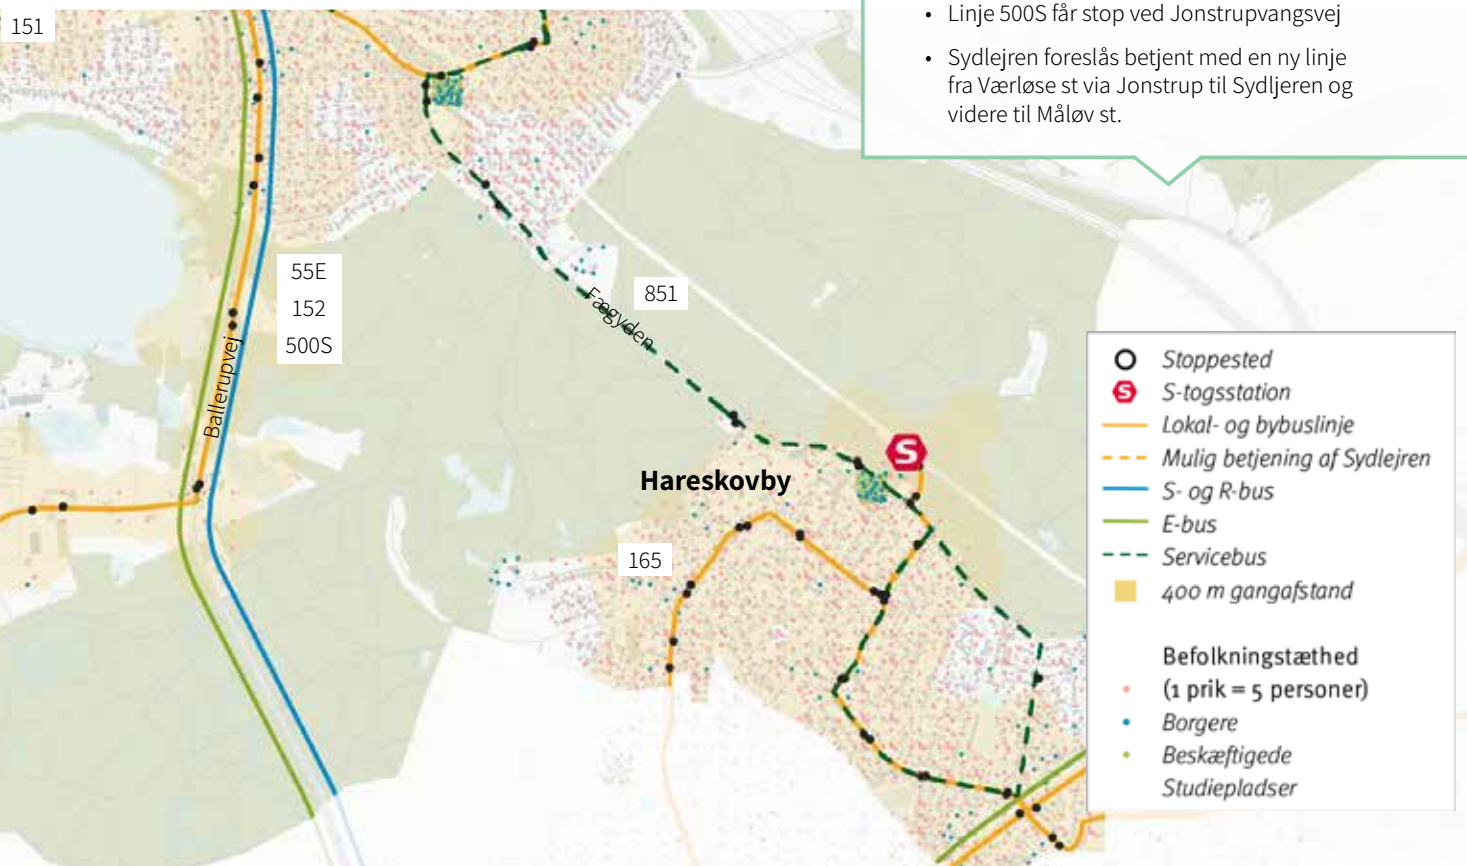 151
• Linje 500S får stop ved Jonstrupvangsvej
• Sydlejren foreslås betjent med en ny linje
fra Værløse st via Jonstrup til Sydljeren og
videre til Måløv st.
55E
152
500S
851
Fægyden
Ballerupvej
S
Hareskovby
165
Stoppested
S S-togsstation
Lokal- og bybuslinje
Mulig betjening af Sydlejren
S- og R-bus
E-bus
Servicebus
400 m gangafstand
Befolkningstæthed
(1 prik = 5 personer)
Borgere
Beskæftigede
Studiepladser